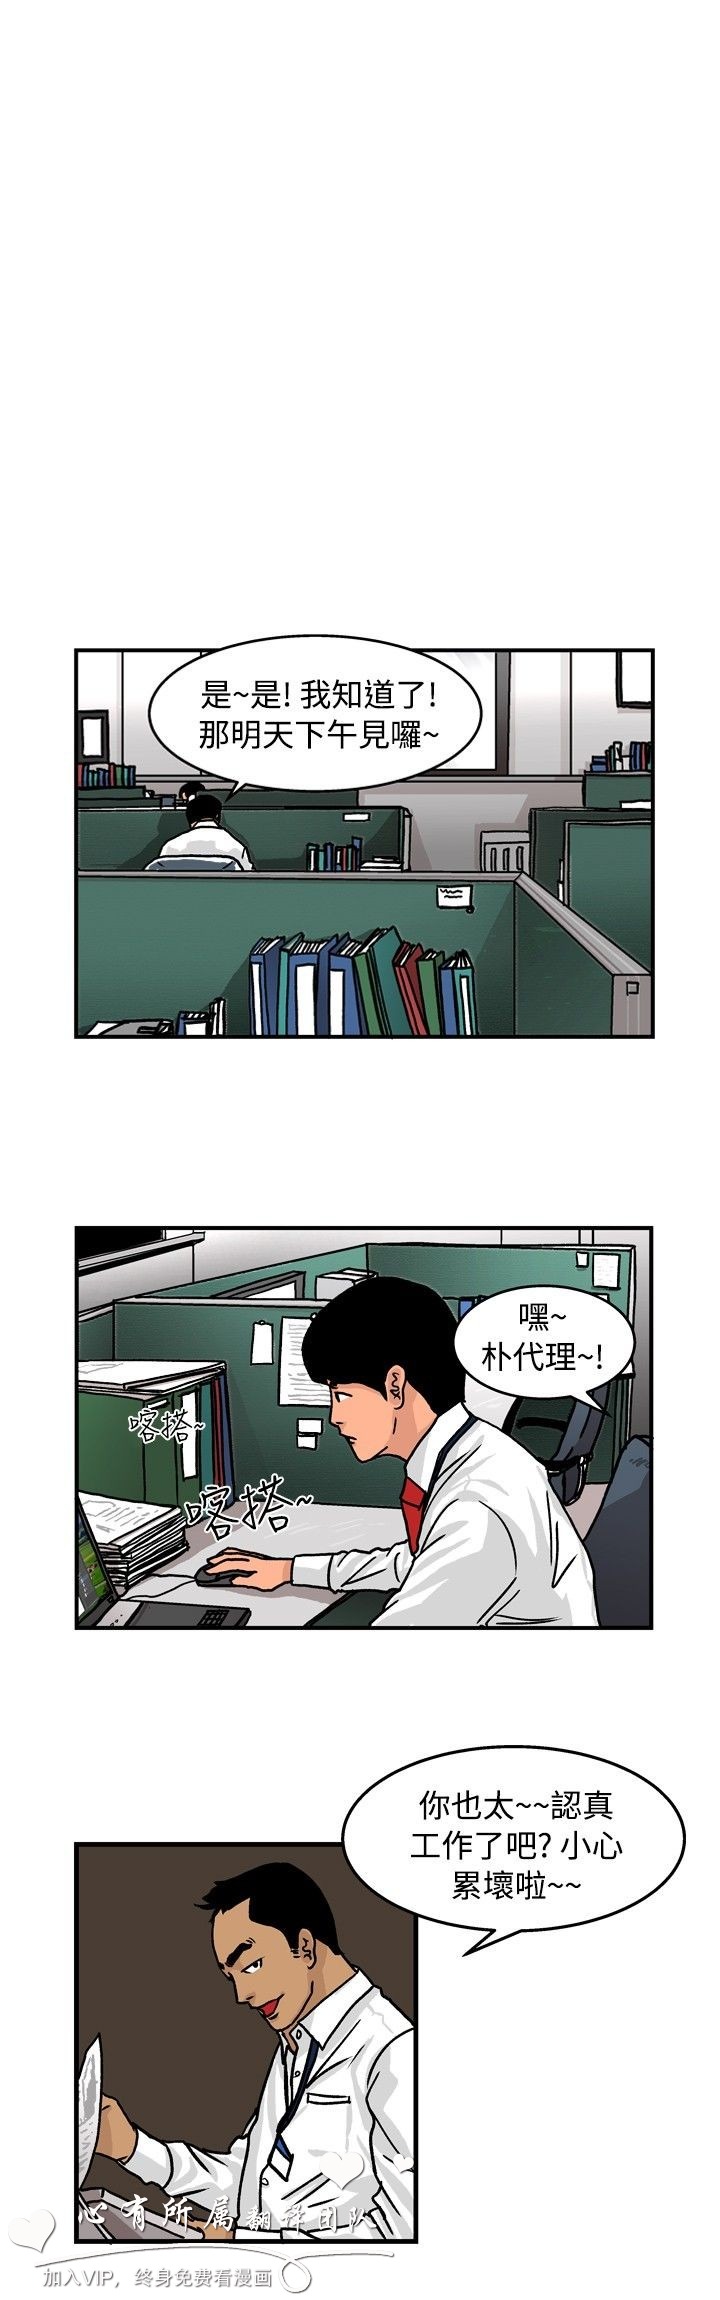 是~是! 我知道了!
那明天下午見囉~
嘿~
朴代理~!
喀搭~
喀搭~
你也太~~認真
工作了吧? 小心
累壞啦~~
心有所属翻译团队
加入VIP，终身免费看漫画